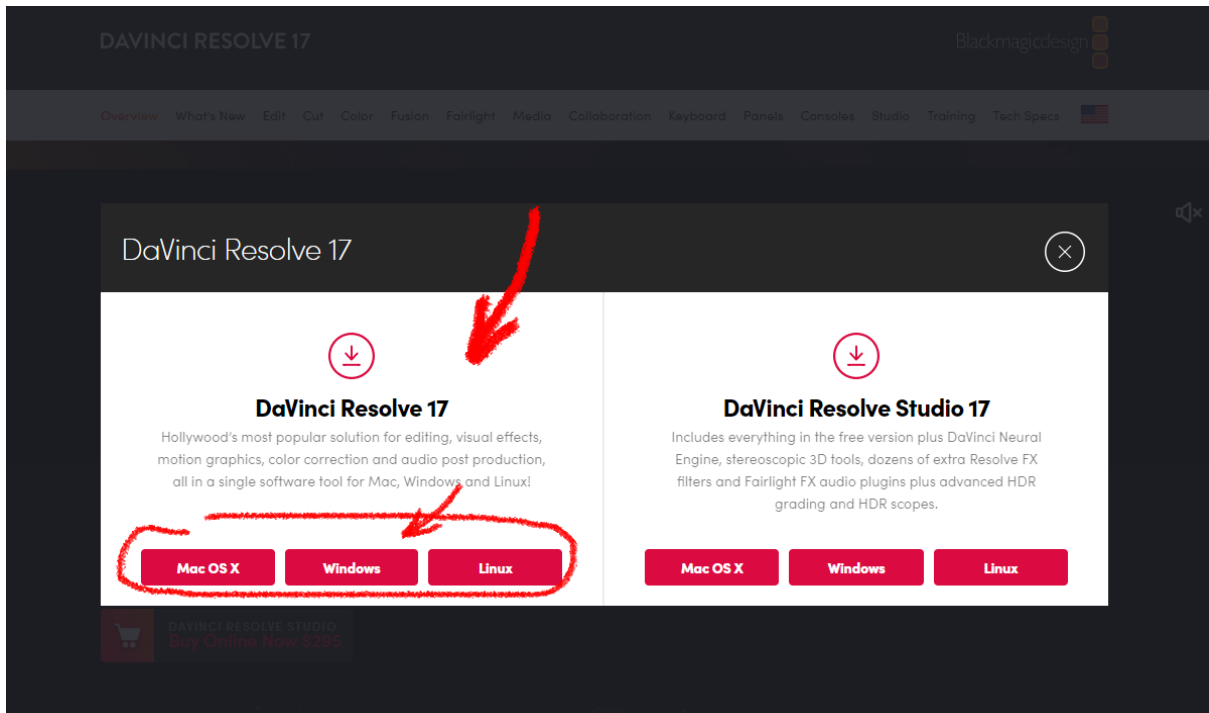 DAVINCI RESOLVE 17
Blackmagicdesign
Overview What's New Edit Cut Color Fusion Fairlight Media Collaboration Keyboard Panels Consoles Studio Training Tech Specs
DaVinci Resolve 17
DaVinci Resolve 17
Hollywood's most popular solution for editing, visual effects,
motion graphics, color correction and audio post production,
all in a single software tool for Mac, Windows and Linux!
Mac OS X Windows Linux
DaVinci Resolve Studio 17
Includes everything in the free version plus DaVinci Neural
Engine, stereoscopic 3D tools, dozens of extra Resolve FX
filters and Fairlight FX audio plugins plus advanced HDR
grading and HDR scopes.
Mac OS X Windows Linux
DAVINCI RESOLVE STUDIO
Buy Online Now $295